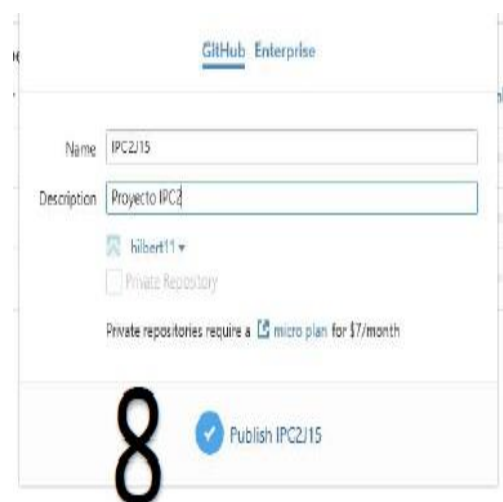 GitHub Enterprise
Name IPC2J15
Description Proyecto IPC2
hilbert11
Private Repository
Private repositories require a micro plan for $7/month
8
Publish IPC2J15